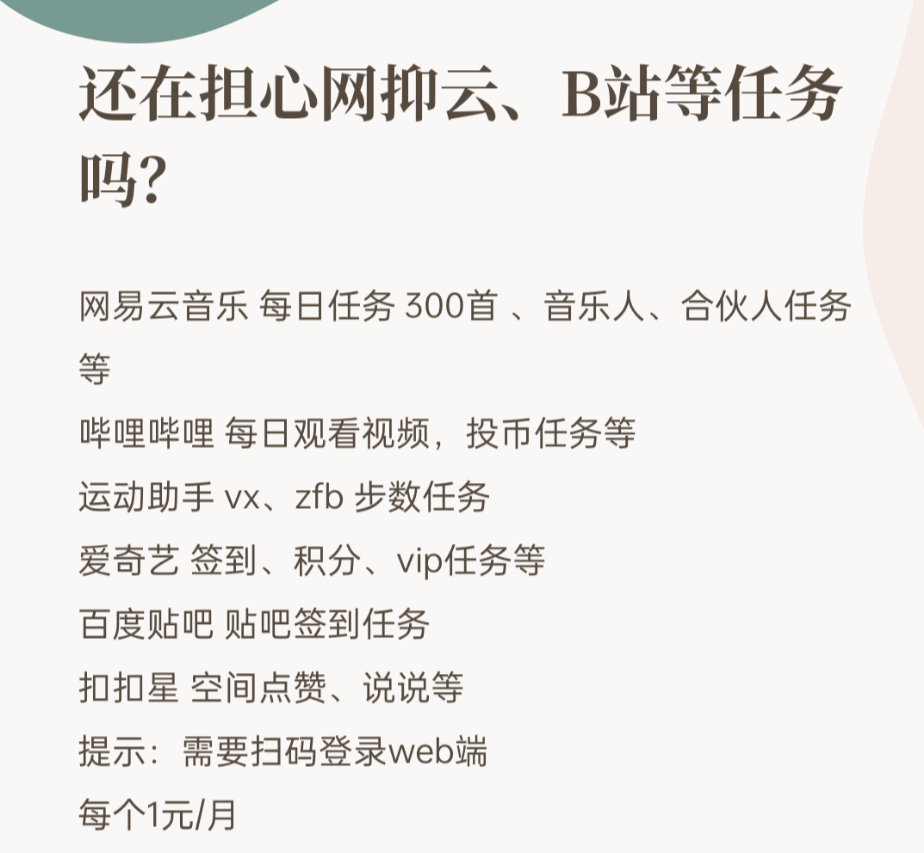 还在担心网抑云、B站等任务
吗？
网易云音乐 每日任务 300首 、音乐人、合伙人任务
等
哔哩哔哩 每日观看视频，投币任务等
运动助手 vx、zfb 步数任务
爱奇艺 签到、积分、vip任务等
百度贴吧 贴吧签到任务
扣扣星 空间点赞、说说等
提示：需要扫码登录web端
每个1元/月